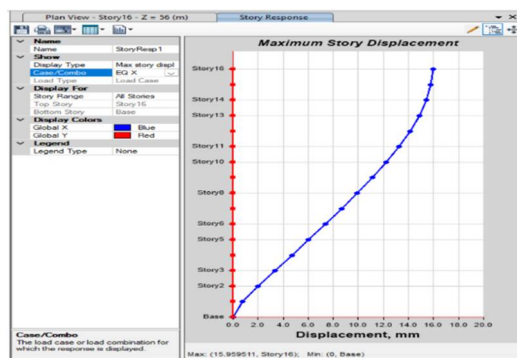 Plan View - Story16 - Z = 56 (m)
Story Response
Name
Name StoryResp1
Show
Display Type Max story displ
Case/Combo EQ X
Load Type Load Case
Display For
Story Range All Stories
Top Story Story16
Bottom Story Base
Display Colors
Global X Blue
Global Y Red
Legend
Legend Type None
Case/Combo
The load case or load combination for
which the response is displayed.
Maximum Story Displacement
Story16
Story14
Story13
Story11
Story10
Story8
Story6
Story5
Story3
Story2
Base
0.0 2.0 4.0 6.0 8.0 10.0 12.0 14.0 16.0 18.0 20.0
Displacement, mm
Max: (15.959511, Story16); Min: (0, Base)